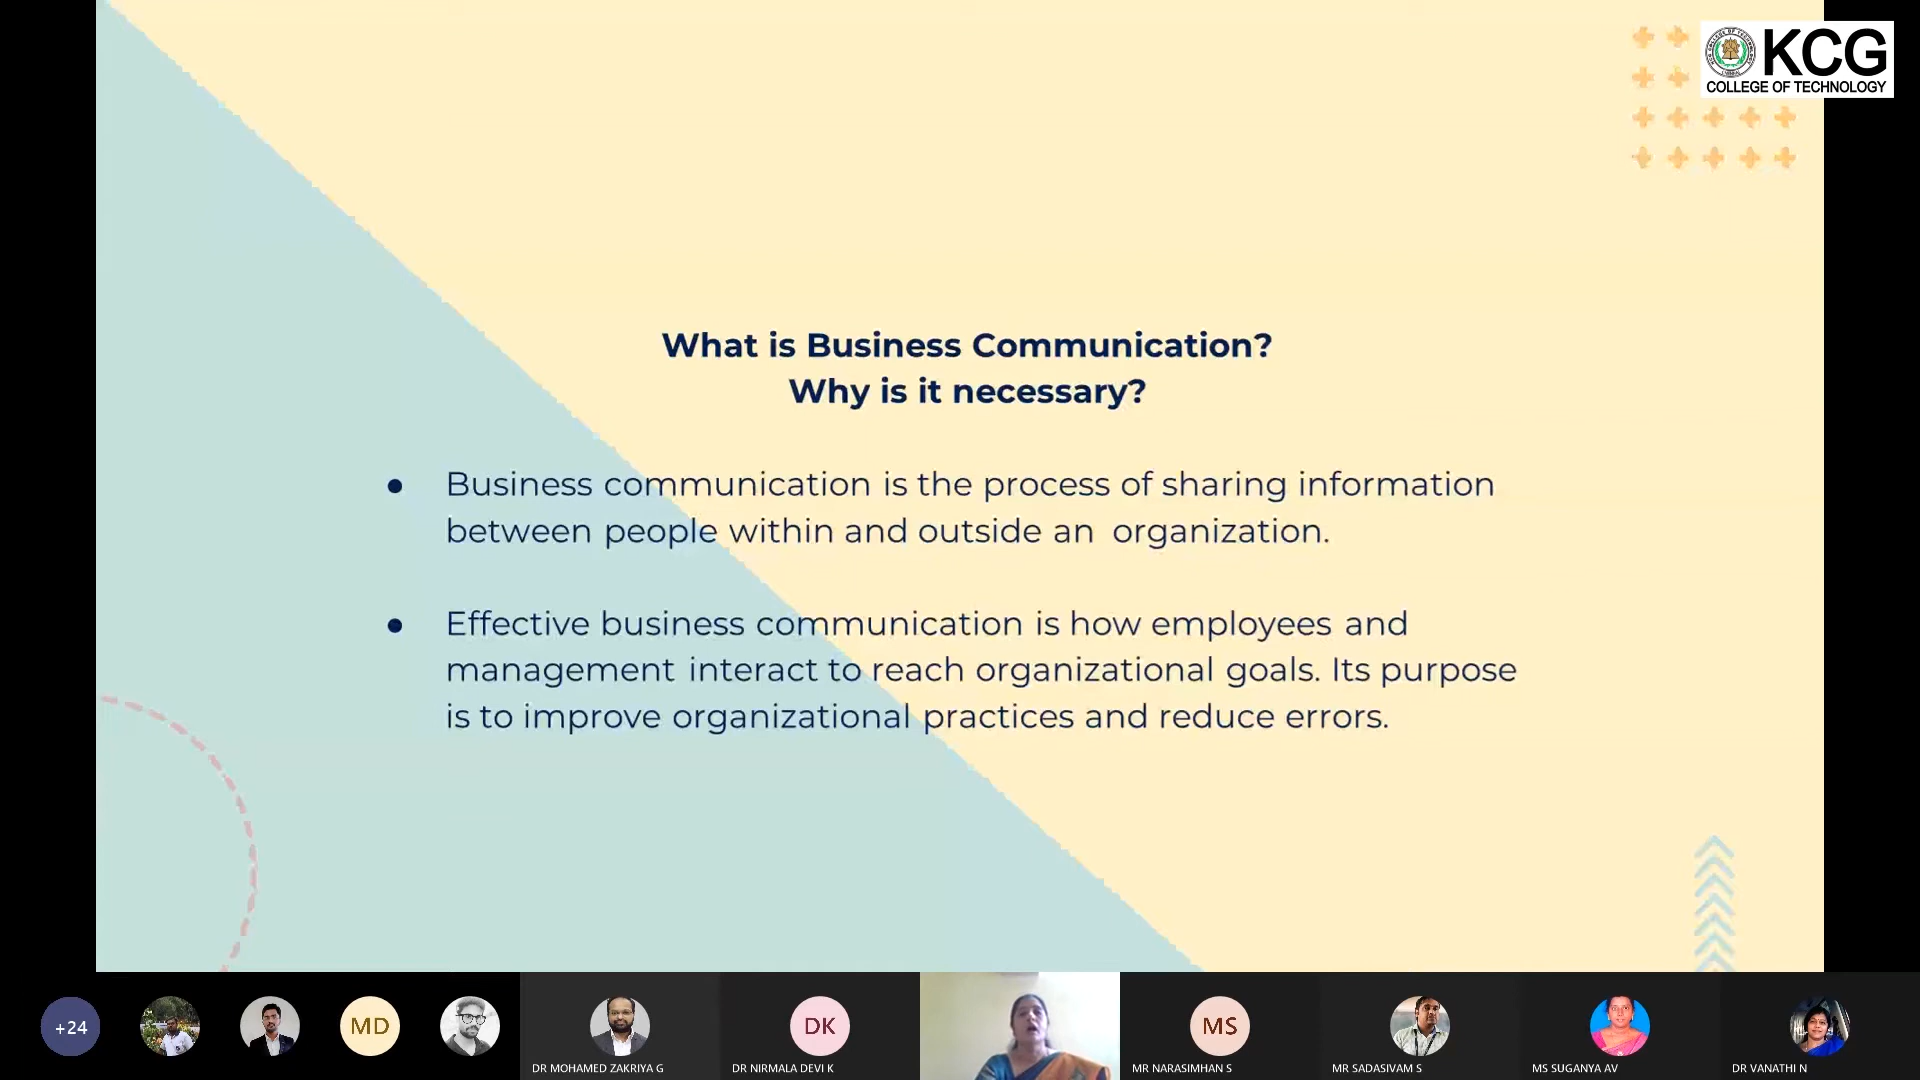 KCG
COLLEGE OF TECHNOLOGY
What is Business Communication?
Why is it necessary?
● Business communication is the process of sharing information
between people within and outside an organization.
● Effective business communication is how employees and
management interact to reach organizational goals. Its purpose
is to improve organizational practices and reduce errors.
+24
MD
DK
MS
DR MOHAMED ZAKRIYA G
DR NIRMALA DEVI K
MR NARASIMHAN S
MR SADASIVAM S
MS SUGANYA AV
DR VANATHI N